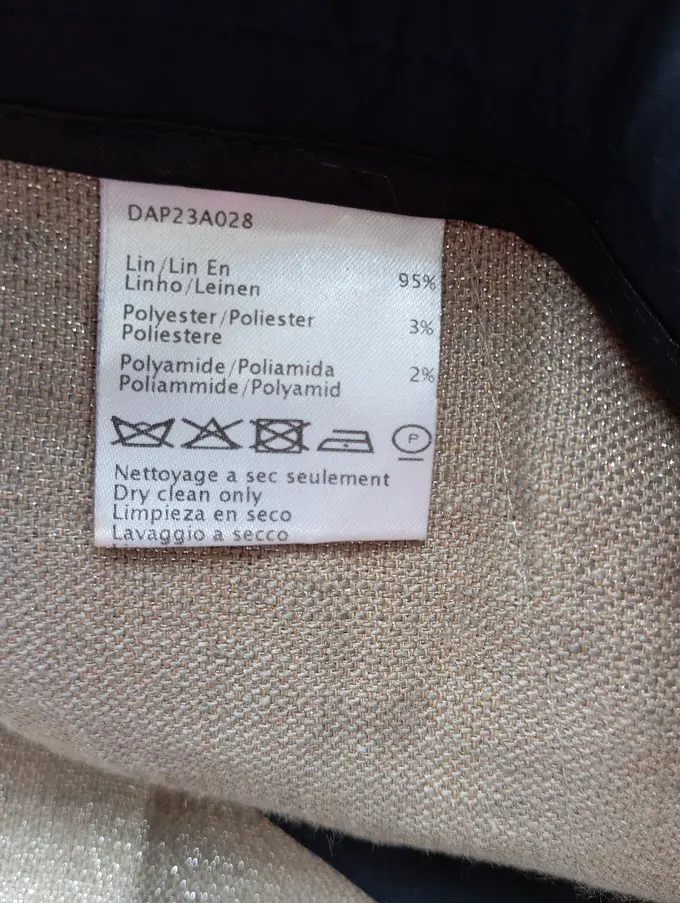 DAP23A028
Lin/Lin En
Linho/Leinen 95%
Polyester/Poliester
Poliestere 3%
Polyamide/Poliamida
Poliammide/Polyamid 2%
P
Nettoyage a sec seulement
Dry clean only
Limpieza en seco
Lavaggio a secco